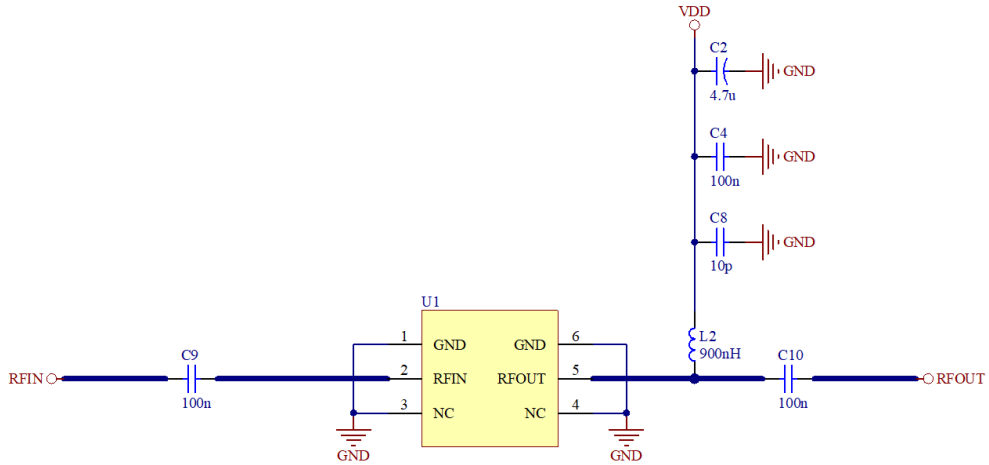 VDD
C2
GND
4.7u
C4
GND
100n
C8
GND
10p
U1
1 GND GND 6
L2
900nH
C9
C10
RFIN
2 RFIN RFOUT 5
RFOUT
100n
100n
3 NC NC 4
GND
GND